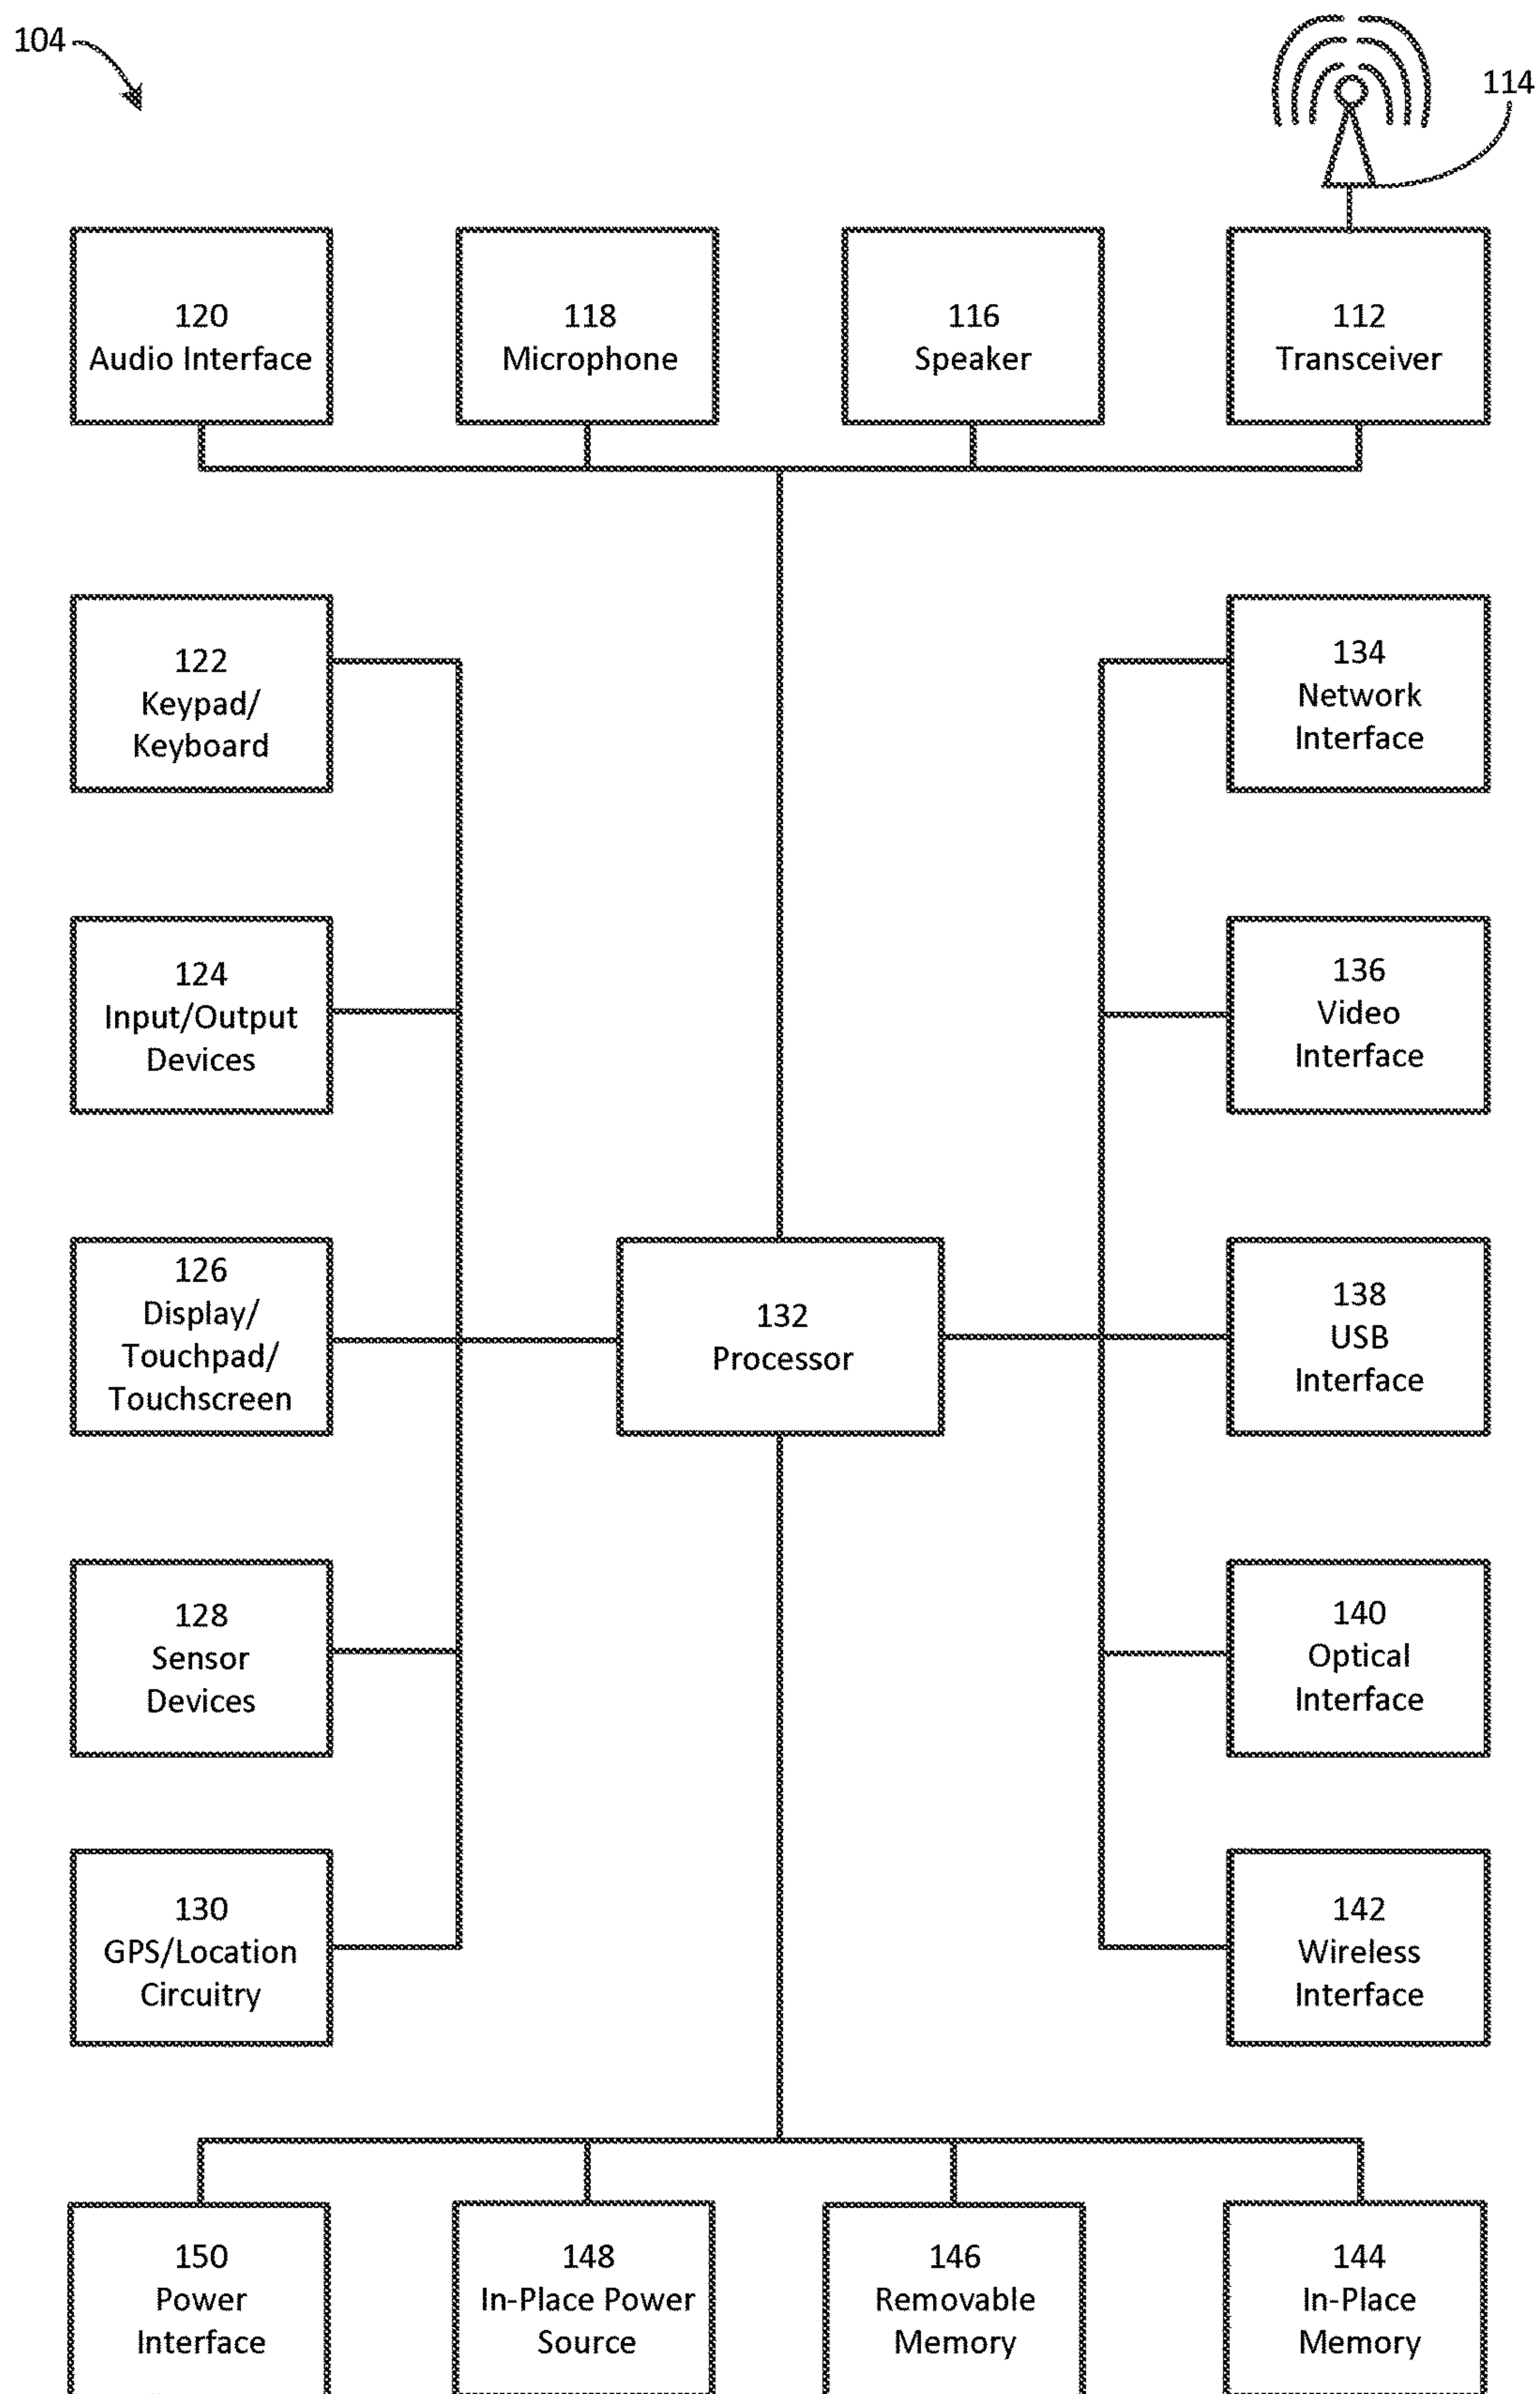 104
114
120
Audio Interface
118
Microphone
116
Speaker
112
Transceiver
122
Keypad/
Keyboard
134
Network
Interface
124
Input/Output
Devices
136
Video
Interface
126
Display/
Touchpad/
Touchscreen
132
Processor
138
USB
Interface
128
Sensor
Devices
140
Optical
Interface
130
GPS/Location
Circuitry
142
Wireless
Interface
150
Power
Interface
148
In-Place Power
Source
146
Removable
Memory
144
In-Place
Memory